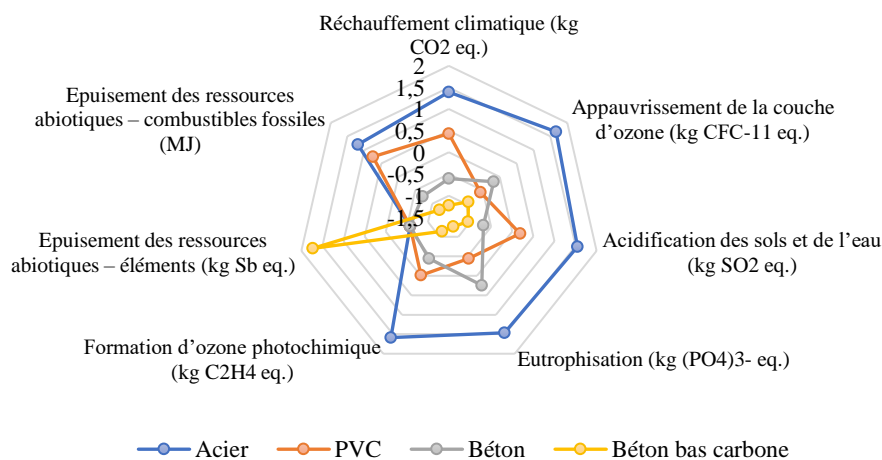 Réchauffement climatique (kg
CO2 eq.)
2
1,5
1
0,5
0
-0,5
-1
-1,5
Appauvrissement de la couche
d’ozone (kg CFC-11 eq.)
Acidification des sols et de l’eau
(kg SO2 eq.)
Eutrophisation (kg (PO4)3- eq.)
Formation d’ozone photochimique
(kg C2H4 eq.)
Epuisement des ressources
abiotiques – éléments (kg Sb eq.)
Epuisement des ressources
abiotiques – combustibles fossiles
(MJ)
Acier
PVC
Béton
Béton bas carbone